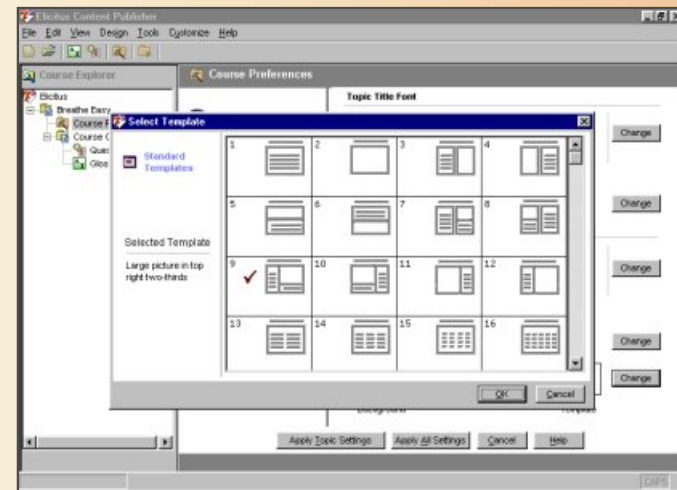 Elicitus Content Publisher
File Edit View Design Tools Customize Help
Course Explorer
Course Preferences
Elicitus
Breathe Easy
Course P
Course C
Ques
Glos
Topic Title Font
Change
Change
Change
Change
Change
Select Template
Standard
Templates
Selected Template
Large picture in top
right two-thirds
1 2 3 4
5 6 7 8
9 10 11 12
13 14 15 16
OK Cancel
Background Template
Apply Topic Settings Apply All Settings Cancel Help
CAPS